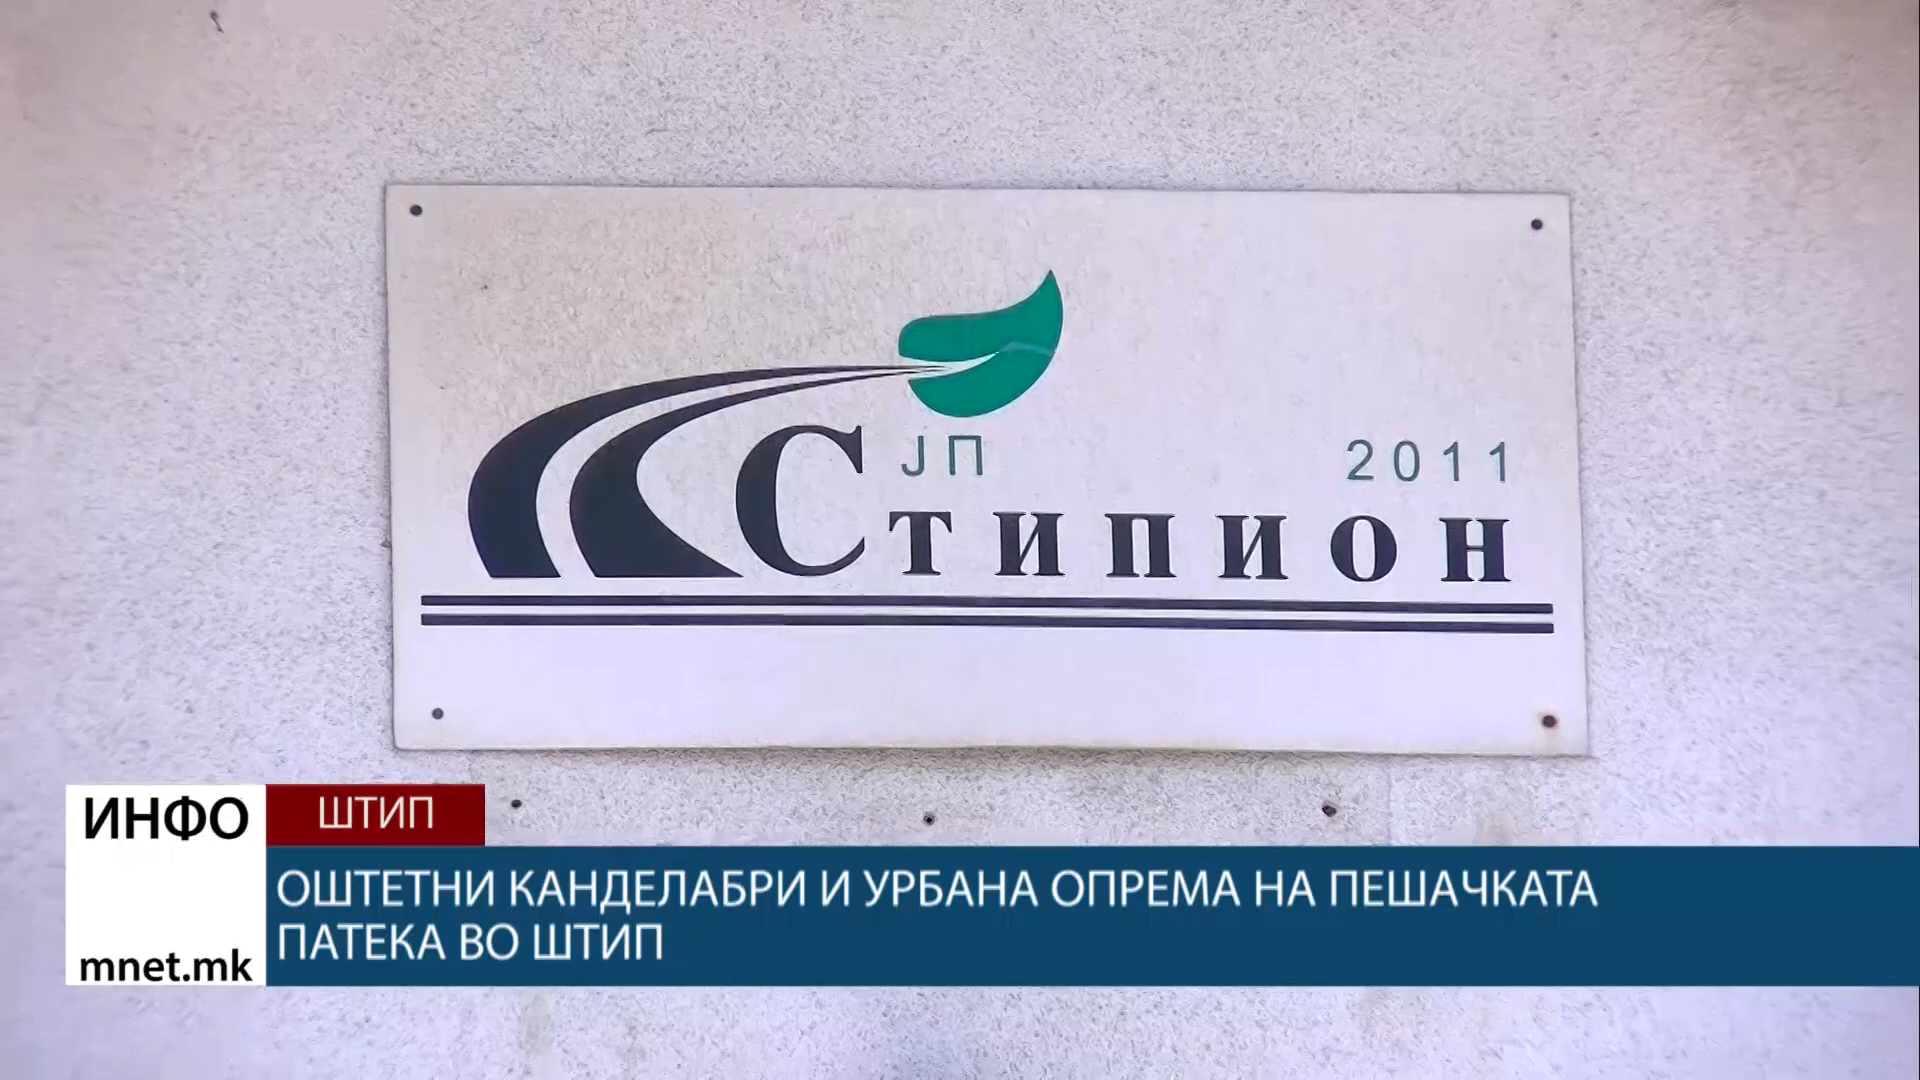 ЈП
2011
Стипион
ИНФО
ШТИП
ОШТЕТНИ КАНДЕЛАБРИ И УРБАНА ОПРЕМА НА ПЕШАЧКАТА
ПАТЕКА ВО ШТИП
mnet.mk